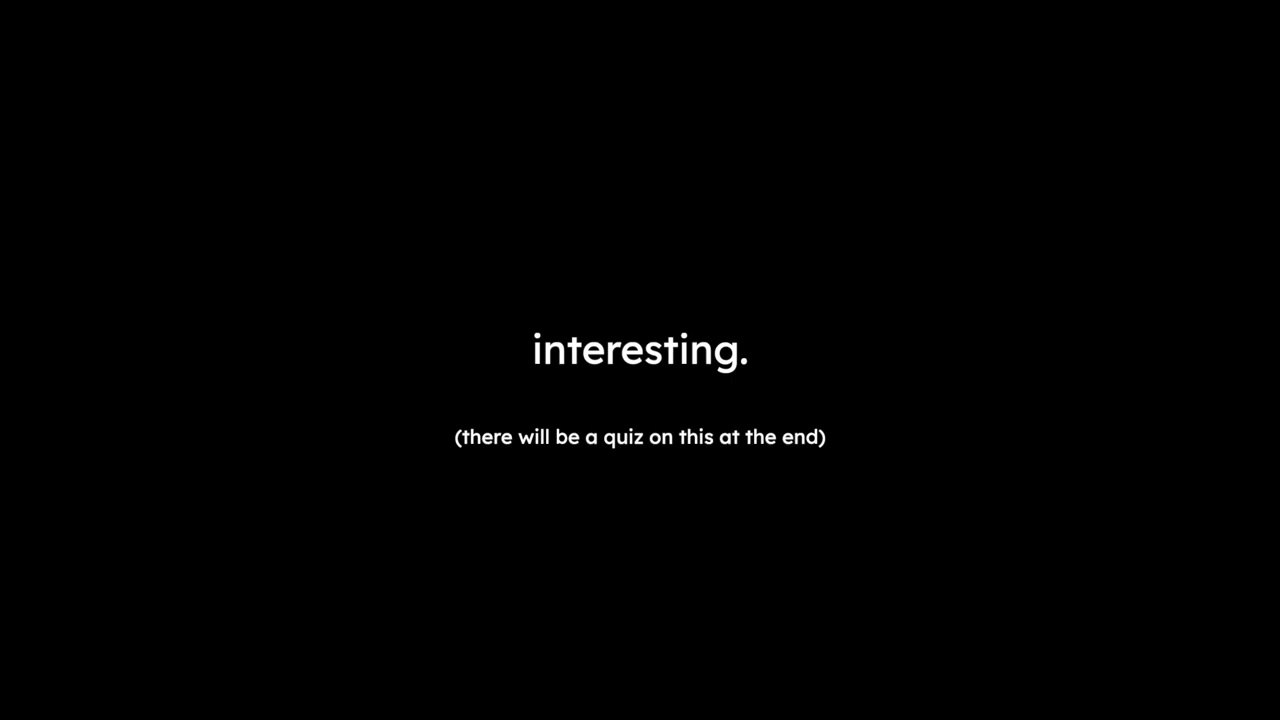 interesting.
(there will be a quiz on this at the end)